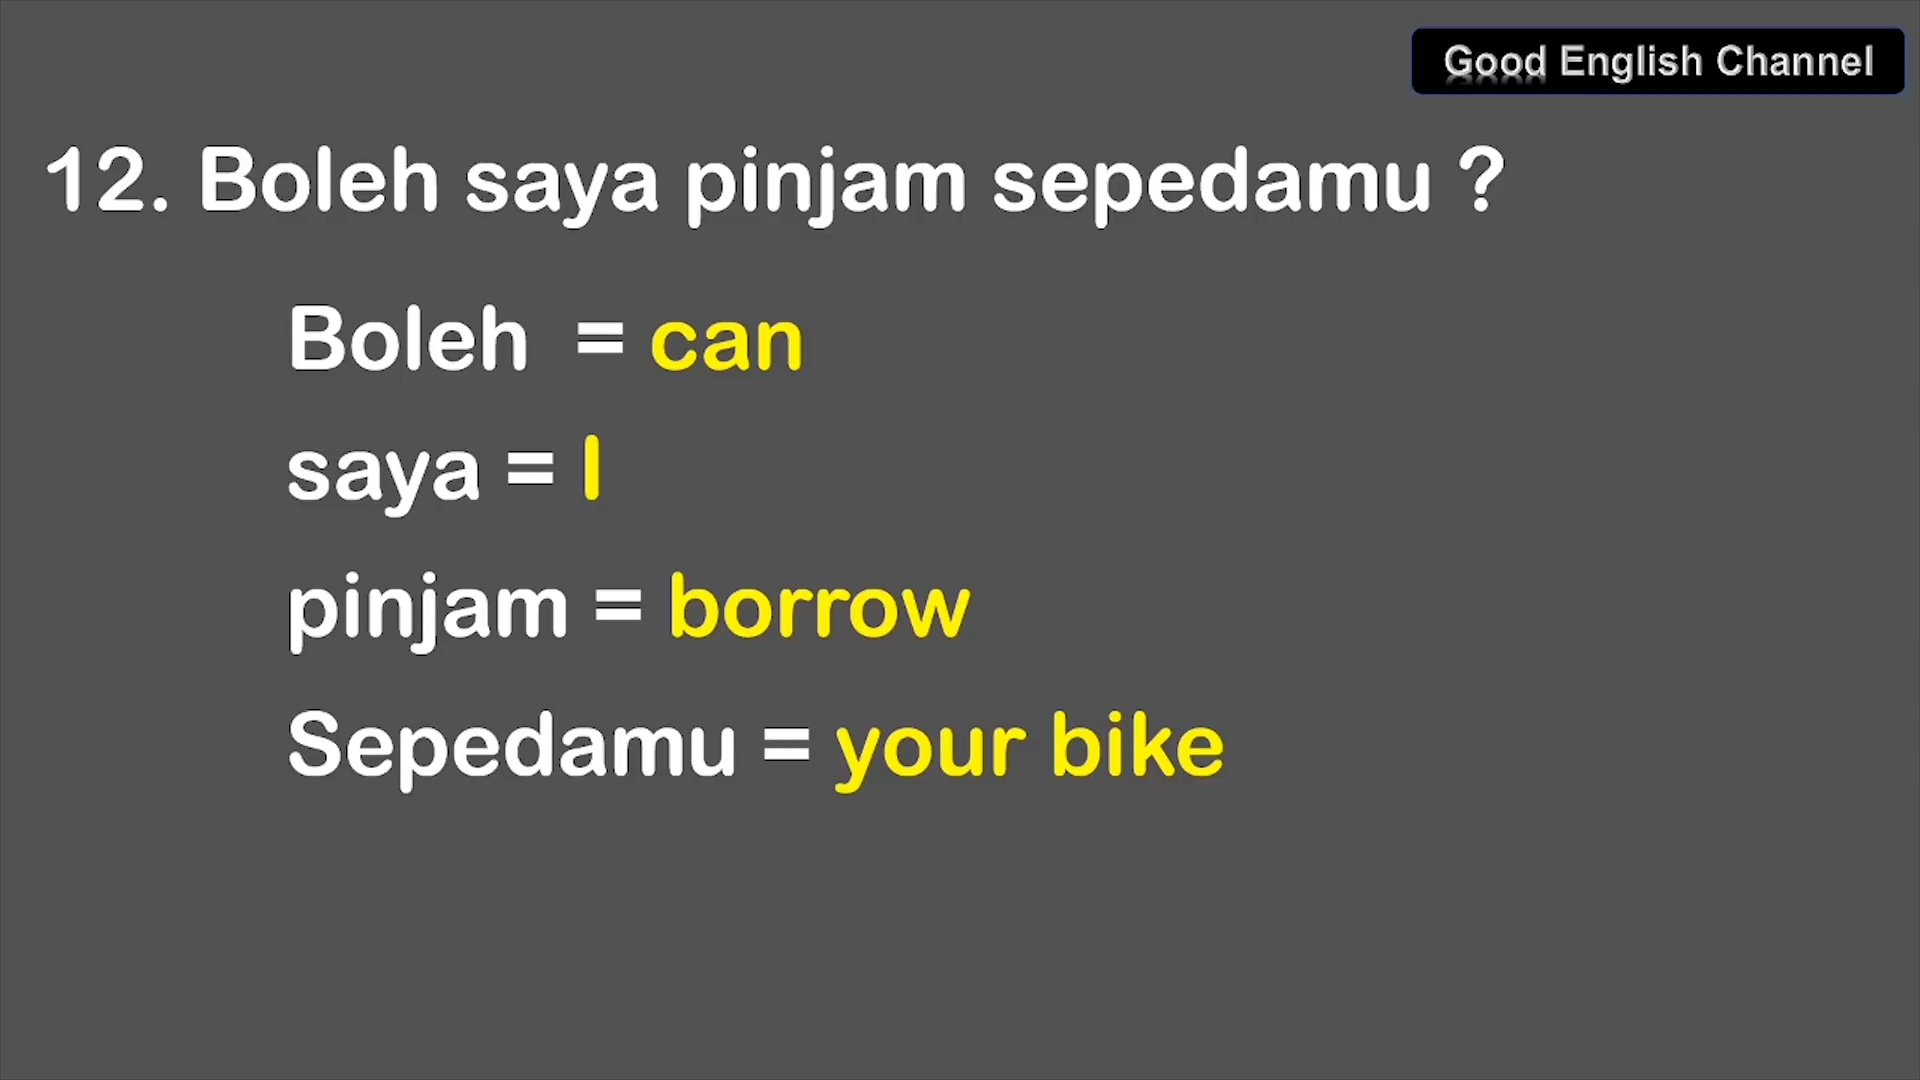 Good English Channel
12. Boleh saya pinjam sepedamu ?
Boleh = can
saya = I
pinjam = borrow
Sepedamu = your bike